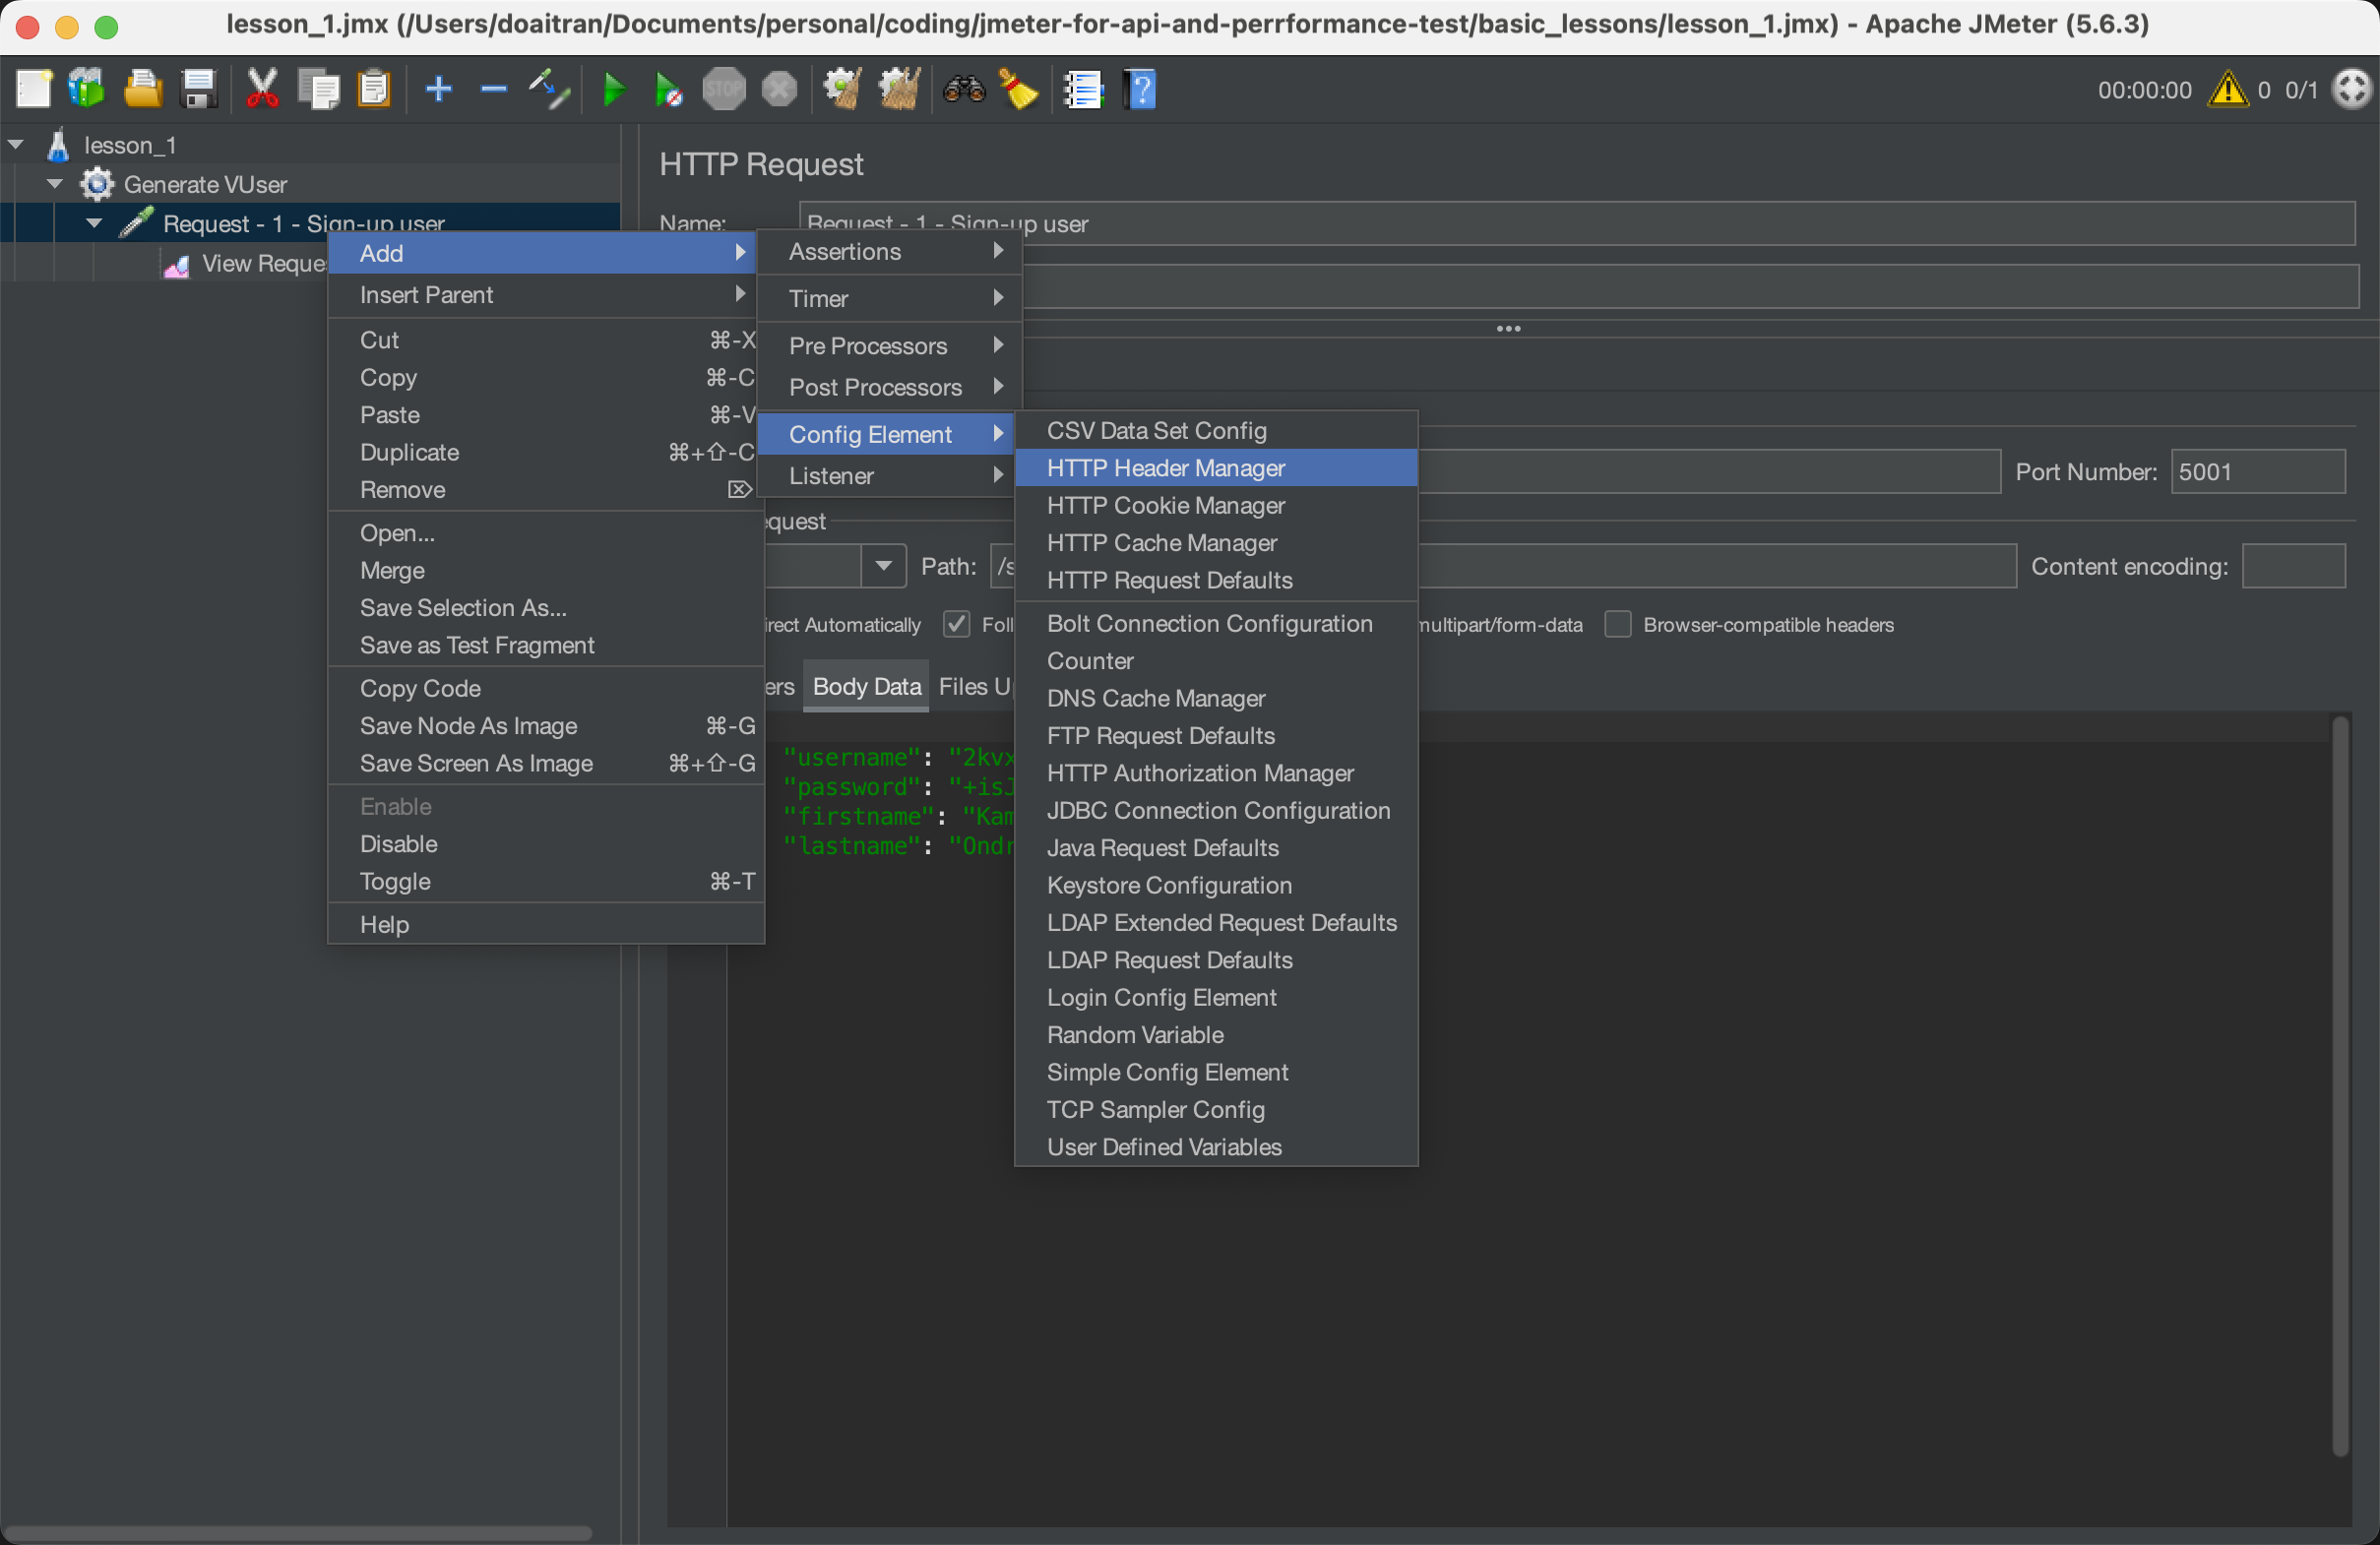 lesson_1.jmx (/Users/doaitran/Documents/personal/coding/jmeter-for-api-and-perrformance-test/basic_lessons/lesson_1.jmx) - Apache JMeter (5.6.3)
STOP
00:00:00 0 0/1
lesson_1
Generate VUser
Request - 1 - Sign-up user
View Reque
HTTP Request
Name: Request - 1 - Sign-up user
Port Number: 5001
equest
Path: /s
Content encoding:
irect Automatically
Foll
multipart/form-data
Browser-compatible headers
ers
Body Data
Files U
"username": "2kvx
"password": "+isJ
"firstname": "Kam
"lastname": "Ondr
Add
Insert Parent
Cut ⌘-X
Copy ⌘-C
Paste ⌘-V
Duplicate ⌘+⇧-C
Remove ⌦
Open...
Merge
Save Selection As...
Save as Test Fragment
Copy Code
Save Node As Image ⌘-G
Save Screen As Image ⌘+⇧-G
Enable
Disable
Toggle ⌘-T
Help
Assertions
Timer
Pre Processors
Post Processors
Config Element
Listener
CSV Data Set Config
HTTP Header Manager
HTTP Cookie Manager
HTTP Cache Manager
HTTP Request Defaults
Bolt Connection Configuration
Counter
DNS Cache Manager
FTP Request Defaults
HTTP Authorization Manager
JDBC Connection Configuration
Java Request Defaults
Keystore Configuration
LDAP Extended Request Defaults
LDAP Request Defaults
Login Config Element
Random Variable
Simple Config Element
TCP Sampler Config
User Defined Variables